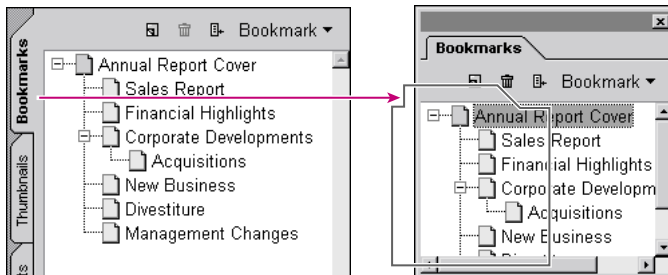 Bookmark
Annual Report Cover
Sales Report
Financial Highlights
Corporate Developments
Acquisitions
New Business
Divestiture
Management Changes
Bookmarks
Thumbnails
Bookmarks
Bookmark
Annual Report Cover
Sales Report
Financial Highlights
Corporate Developm
Acquisitions
New Business